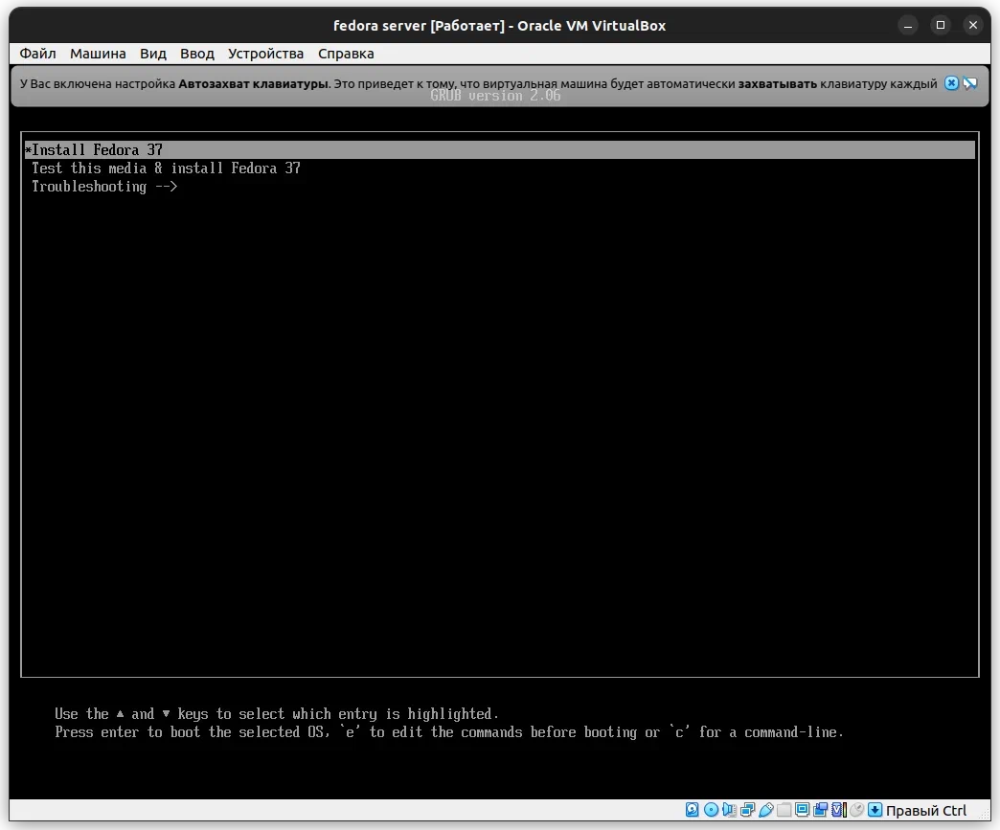 fedora server [Работает] - Oracle VM VirtualBox
Файл Машина Вид Ввод Устройства Справка
У Вас включена настройка Автозахват клавиатуры. Это приведет к тому, что виртуальная машина будет автоматически захватывать клавиатуру каждый
GRUB version 2.06
*Install Fedora 37
Test this media & install Fedora 37
Troubleshooting -->
Use the ▲ and ▼ keys to select which entry is highlighted.
Press enter to boot the selected OS, `e' to edit the commands before booting or `c' for a command-line.
Правый Ctrl